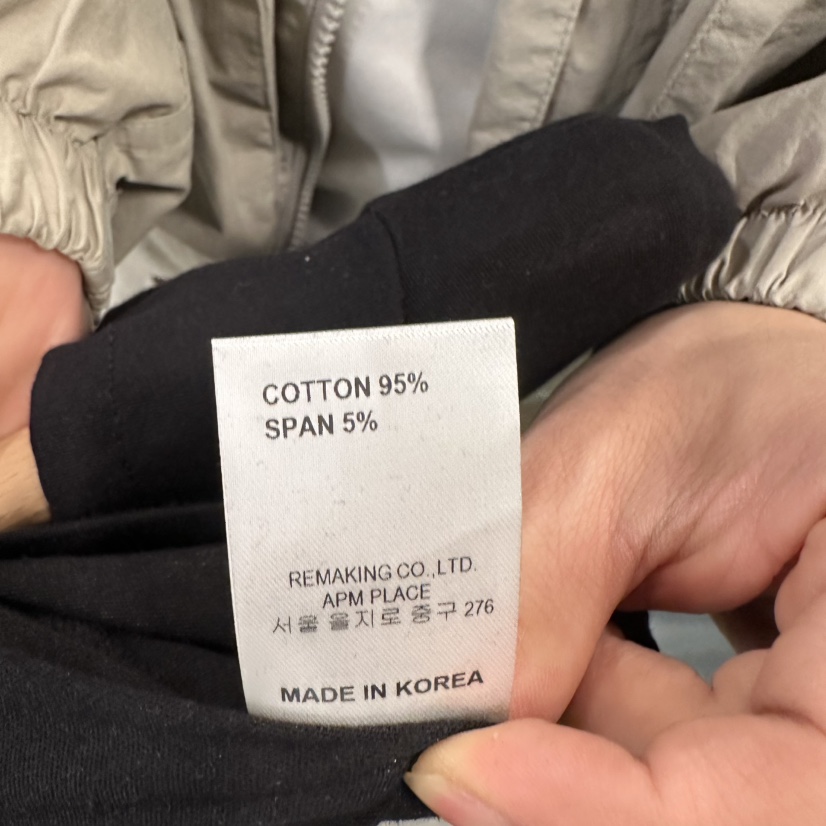 COTTON 95%
SPAN 5%
REMAKING CO.,LTD.
APM PLACE
서울 을지로 중구 276
MADE IN KOREA